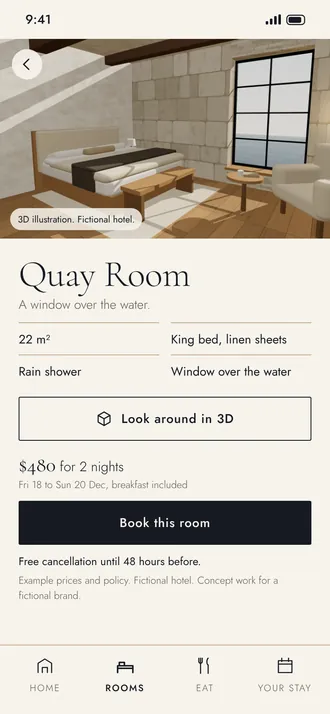 9:41
3D illustration. Fictional hotel.
Quay Room
A window over the water.
22 m²
King bed, linen sheets
Rain shower
Window over the water
Look around in 3D
$480 for 2 nights
Fri 18 to Sun 20 Dec, breakfast included
Book this room
Free cancellation until 48 hours before.
Example prices and policy. Fictional hotel. Concept work for a
fictional brand.
HOME
ROOMS
EAT
YOUR STAY